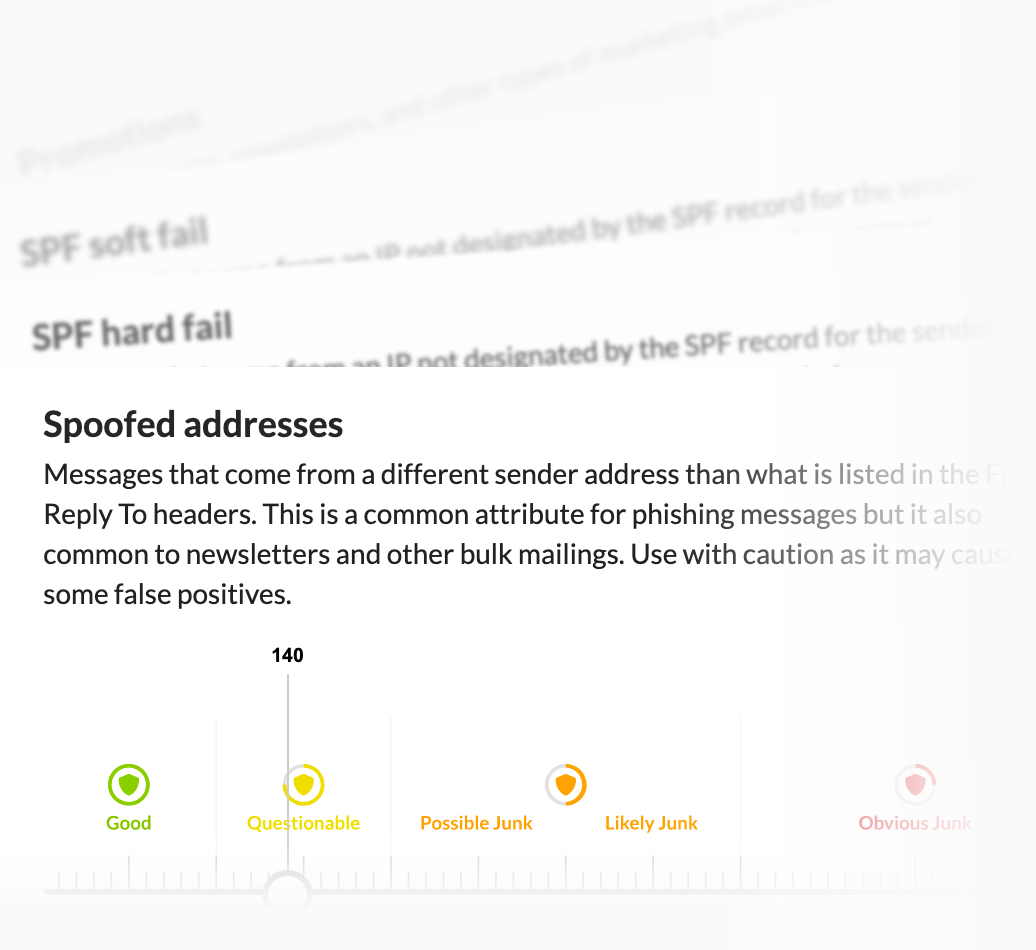 Promotions
newsletters, and other types of marketing email
SPF soft fail
from an IP not designated by the SPF record for the sender
SPF hard fail
from an IP not designated by the SPF record for the sender
Spoofed addresses
Messages that come from a different sender address than what is listed in the
Reply To headers. This is a common attribute for phishing messages but it also
common to newsletters and other bulk mailings. Use with caution as it may cause
some false positives.
140
Good
Questionable
Possible Junk
Likely Junk
Obvious Junk